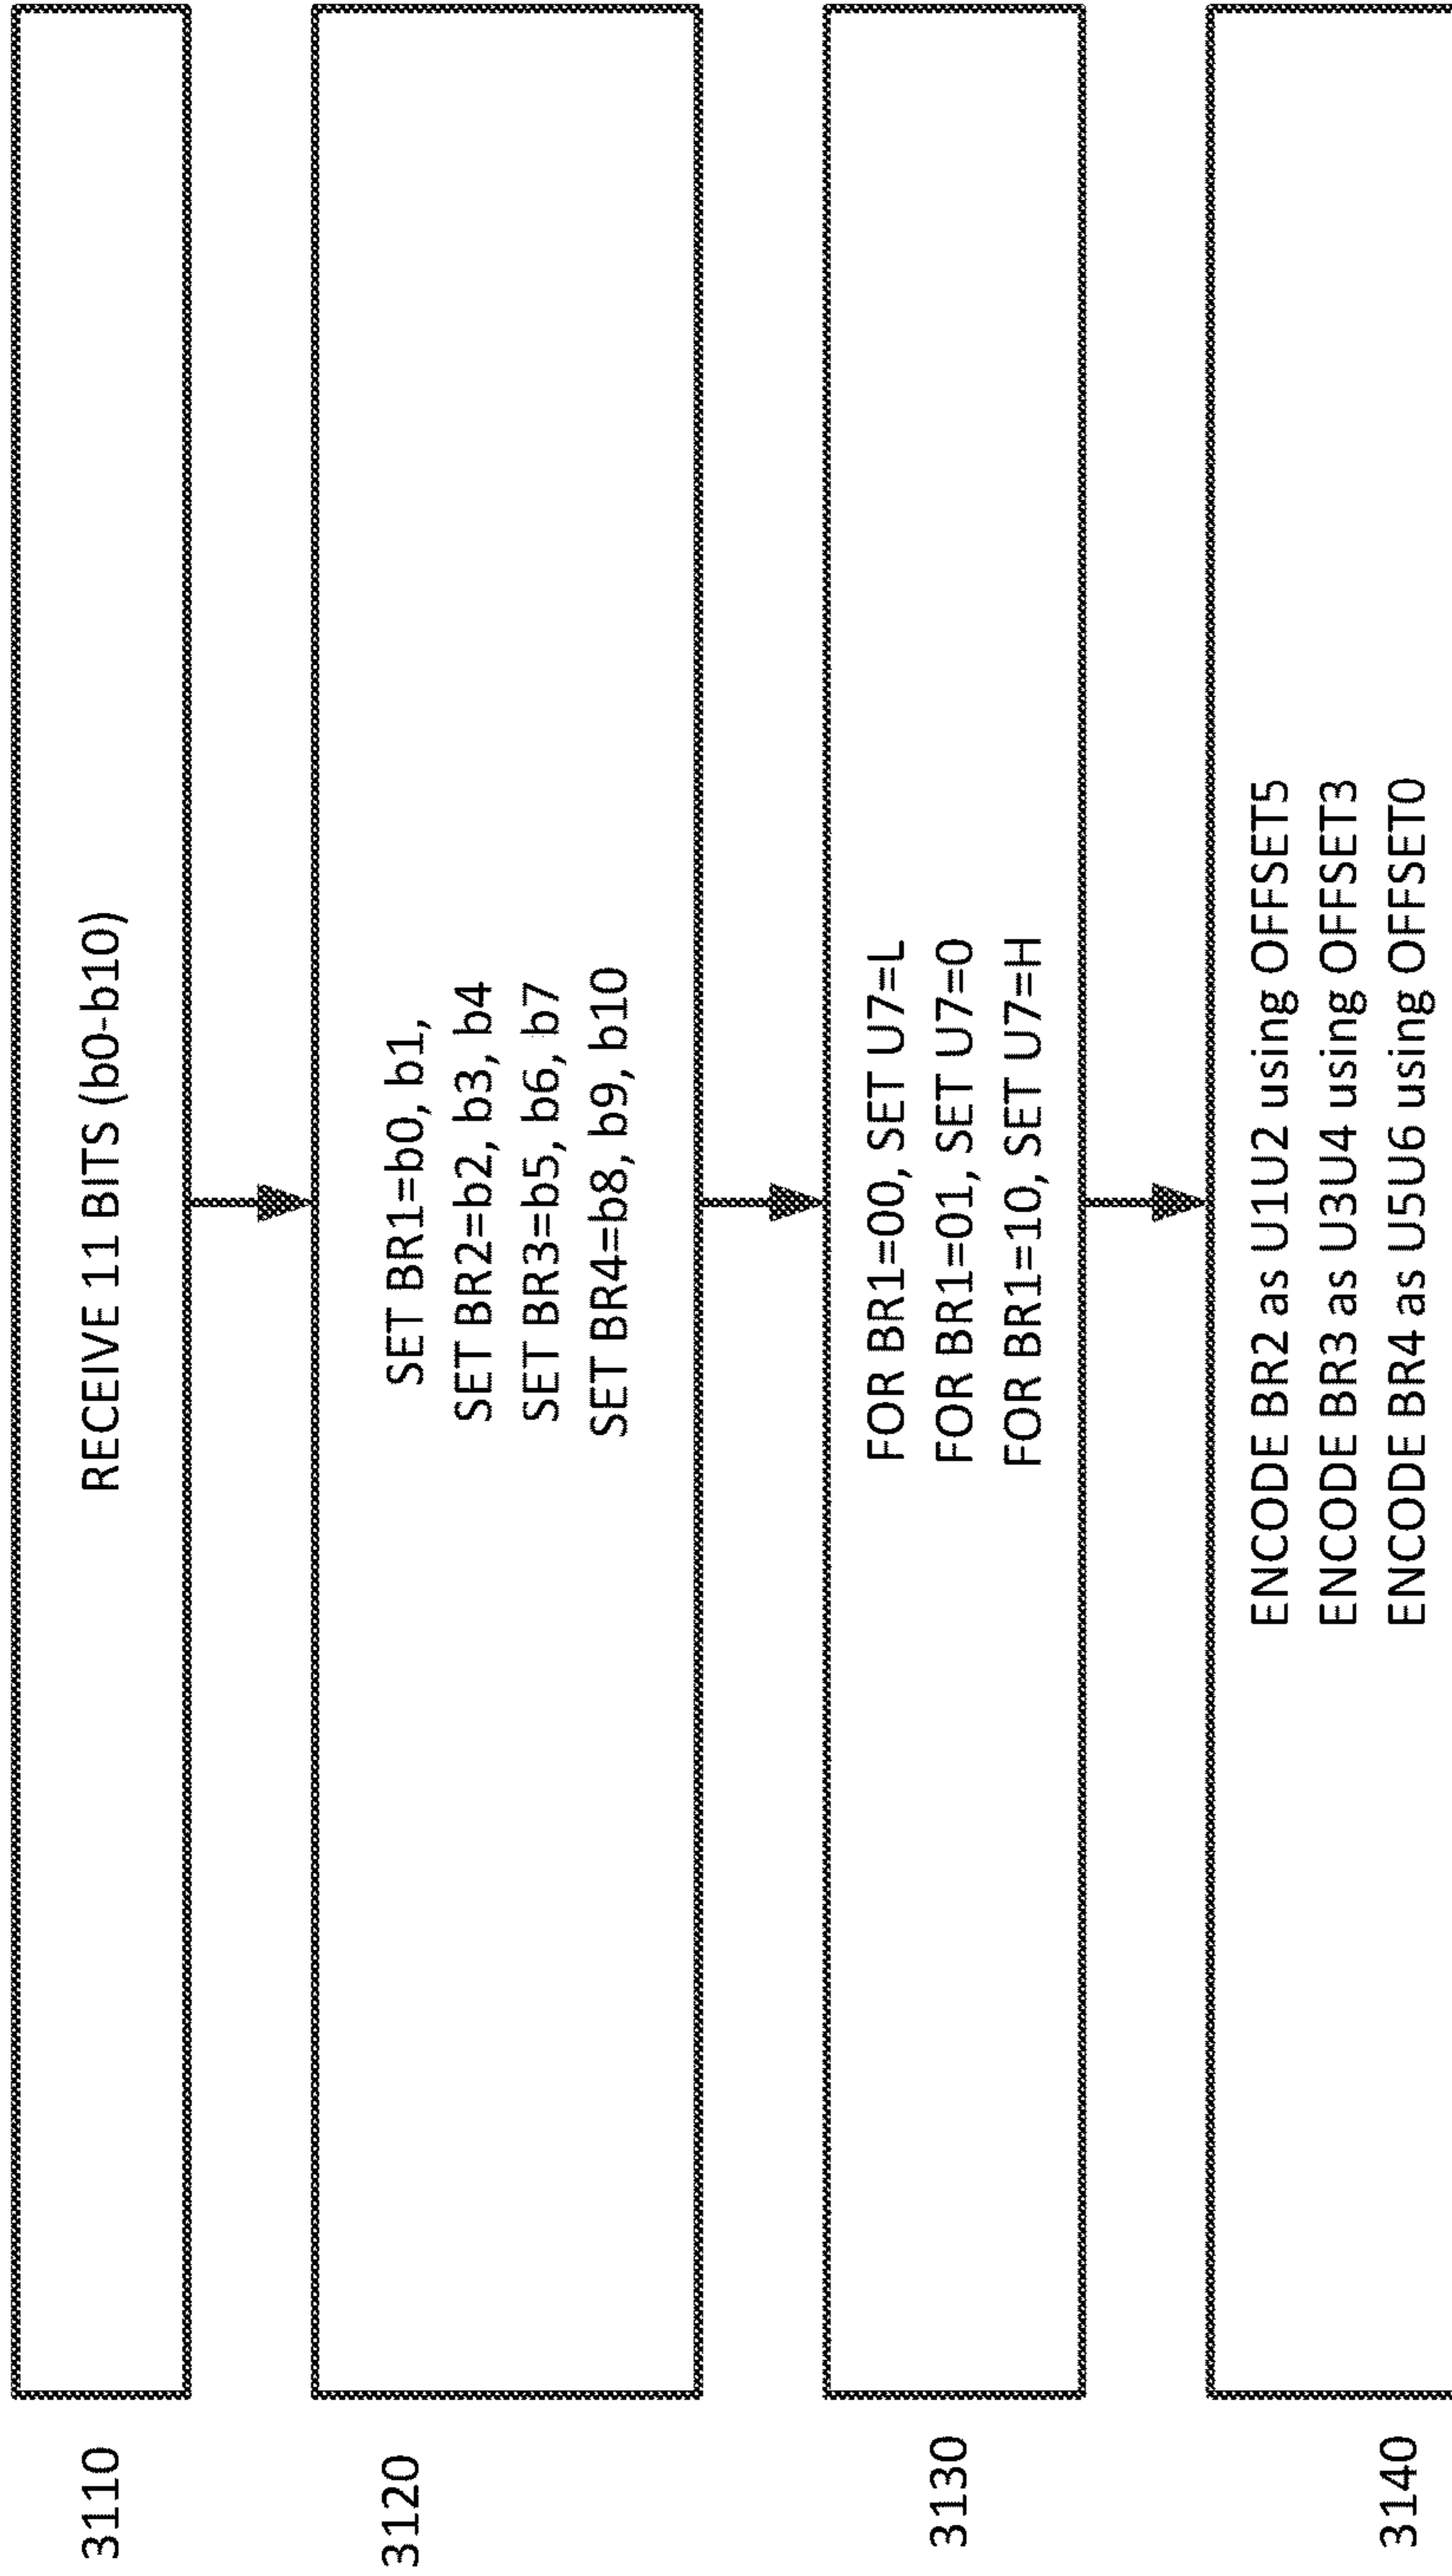 3110
RECEIVE 11 BITS (b0-b10)
3120
SET BR1=b0, b1,
SET BR2=b2, b3, b4
SET BR3=b5, b6, b7
SET BR4=b8, b9, b10
3130
FOR BR1=00, SET U7=L
FOR BR1=01, SET U7=0
FOR BR1=10, SET U7=H
3140
ENCODE BR2 as U1U2 using OFFSET5
ENCODE BR3 as U3U4 using OFFSET3
ENCODE BR4 as U5U6 using OFFSET0